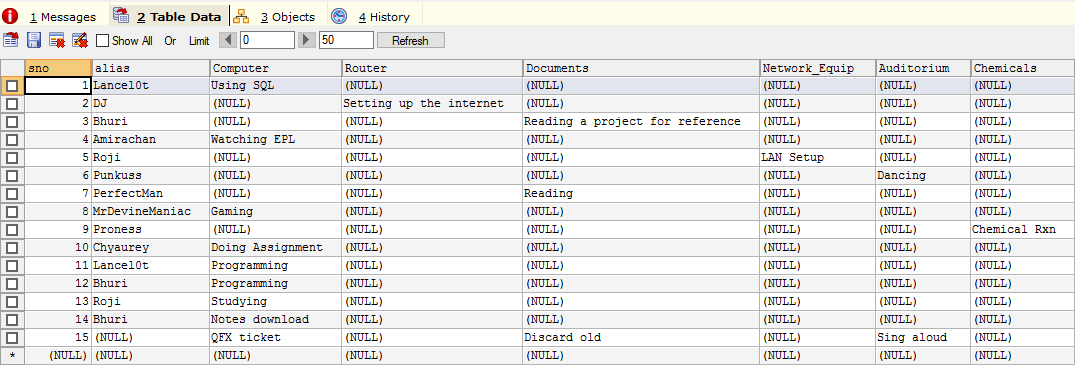 1 Messages 2 Table Data 3 Objects 4 History
Show All Or Limit 0 50 Refresh
sno alias Computer Router Documents Network_Equip Auditorium Chemicals
1 Lancel0t Using SQL (NULL) (NULL) (NULL) (NULL) (NULL)
2 DJ (NULL) Setting up the internet (NULL) (NULL) (NULL) (NULL)
3 Bhuri (NULL) (NULL) Reading a project for reference (NULL) (NULL) (NULL)
4 Amirachan Watching EPL (NULL) (NULL) (NULL) (NULL) (NULL)
5 Roji (NULL) (NULL) (NULL) LAN Setup (NULL) (NULL)
6 Punkuss (NULL) (NULL) (NULL) (NULL) Dancing (NULL)
7 PerfectMan (NULL) (NULL) Reading (NULL) (NULL) (NULL)
8 MrDevineManiac Gaming (NULL) (NULL) (NULL) (NULL) (NULL)
9 Proness (NULL) (NULL) (NULL) (NULL) (NULL) Chemical Rxn
10 Chyaurey Doing Assignment (NULL) (NULL) (NULL) (NULL) (NULL)
11 Lancel0t Programming (NULL) (NULL) (NULL) (NULL) (NULL)
12 Bhuri Programming (NULL) (NULL) (NULL) (NULL) (NULL)
13 Roji Studying (NULL) (NULL) (NULL) (NULL) (NULL)
14 Bhuri Notes download (NULL) (NULL) (NULL) (NULL) (NULL)
15 (NULL) QFX ticket (NULL) Discard old (NULL) Sing aloud (NULL)
* (NULL) (NULL) (NULL) (NULL) (NULL) (NULL) (NULL) (NULL)